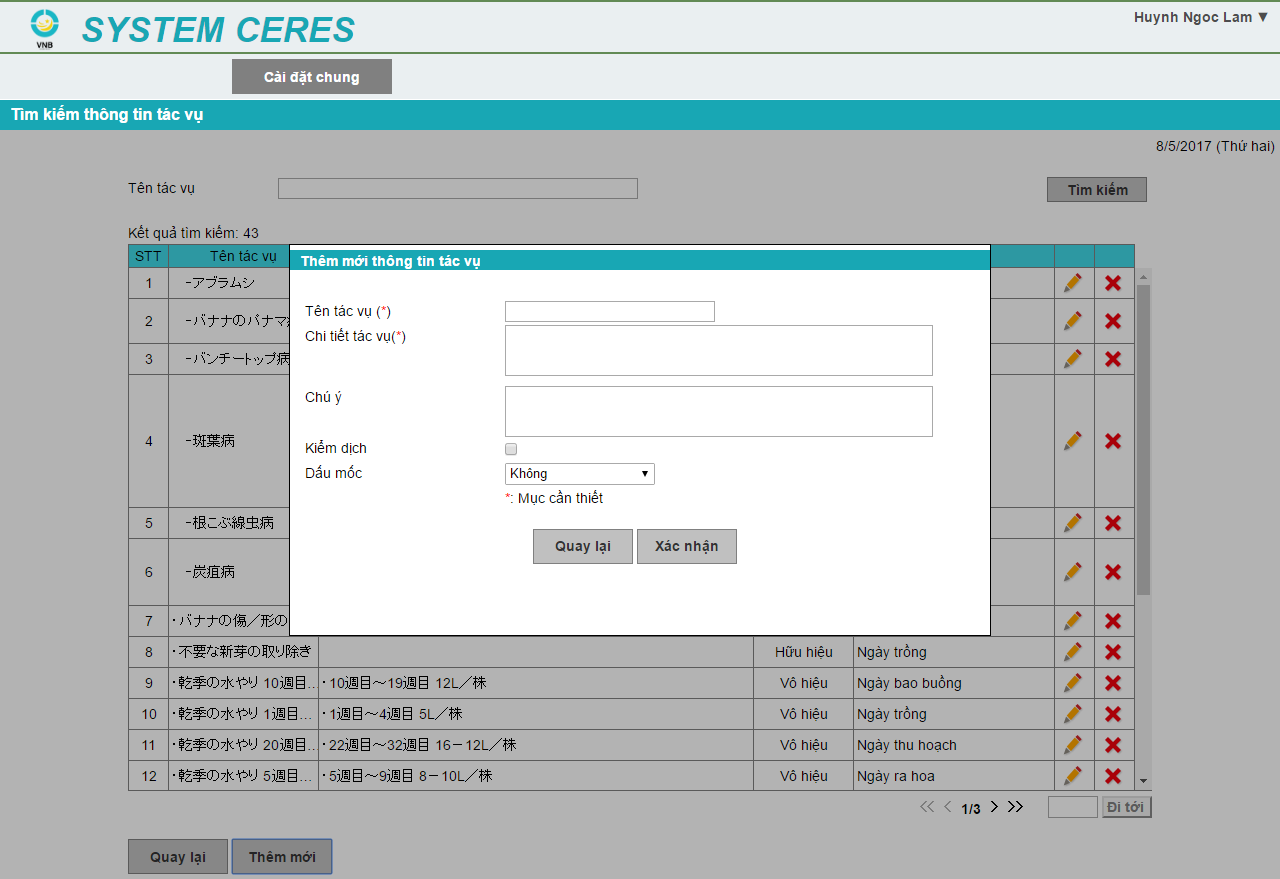 VNB
SYSTEM CERES
Huynh Ngoc Lam ▼
Cài đặt chung
Tìm kiếm thông tin tác vụ
8/5/2017 (Thứ hai)
Tên tác vụ
Tìm kiếm
Kết quả tìm kiếm: 43
STT Tên tác vụ
Thêm mới thông tin tác vụ
Tên tác vụ (*)
Chi tiết tác vụ(*)
Chú ý
Kiểm dịch
Dấu mốc Không
*: Mục cần thiết
Quay lại Xác nhận
1 -アブラムシ
2 -バナナのバナマ
3 -バンチートップ病
4 -斑葉病
5 -根こぶ線虫病
6 -炭疽病
7 ・バナナの傷／形の
8 ・不要な新芽の取り除き Hữu hiệu Ngày trồng
9 ・乾季の水やり 10週目... ・10週目～19週目 12L／株 Vô hiệu Ngày bao buồng
10 ・乾季の水やり 1週目... ・1週目～4週目 5L／株 Vô hiệu Ngày trồng
11 ・乾季の水やり 20週目... ・22週目～32週目 16－12L／株 Vô hiệu Ngày thu hoạch
12 ・乾季の水やり 5週目... ・5週目～9週目 8－10L／株 Vô hiệu Ngày ra hoa
1/3 Đi tới
Quay lại Thêm mới